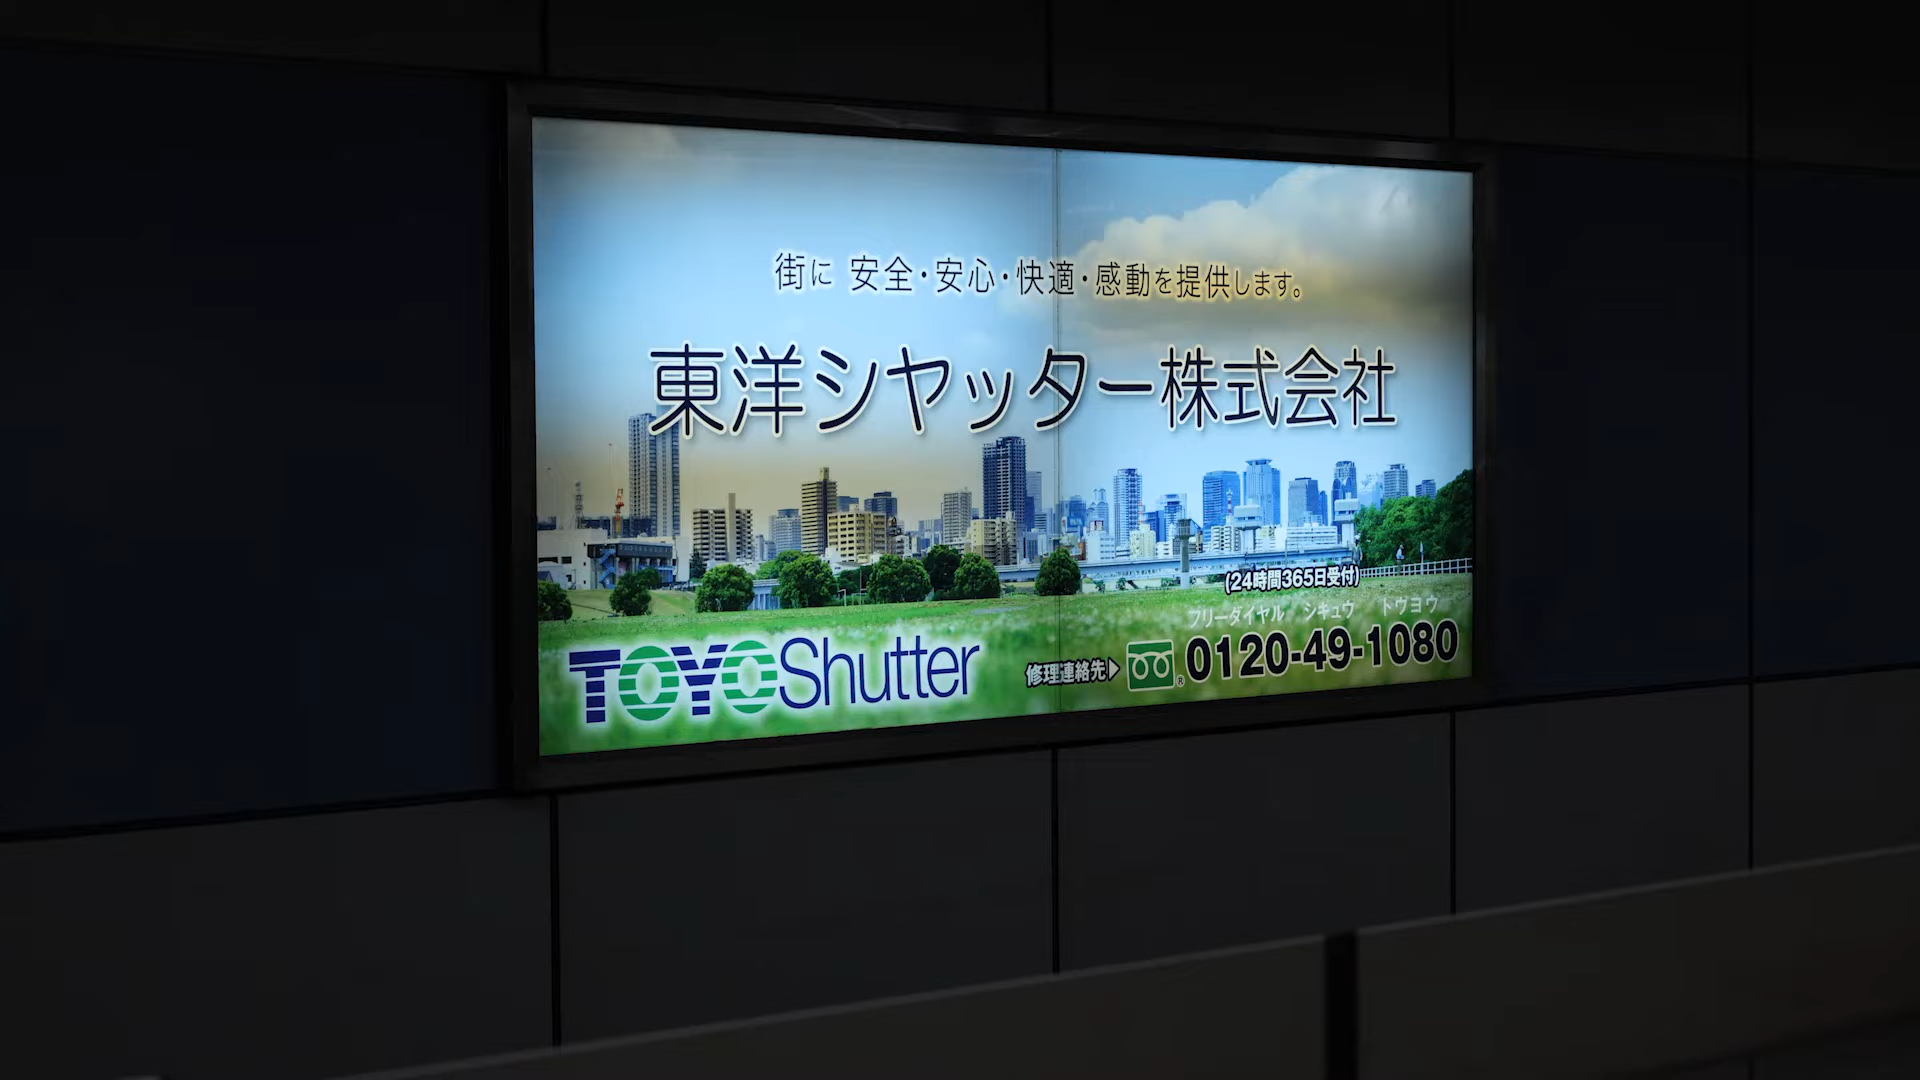 街に 安全・安心・快適・感動を提供します。
東洋シヤッター株式会社
(24時間365日受付)
フリーダイヤル シキュウ トウヨウ
TOYO Shutter
修理連絡先▶ 0120-49-1080